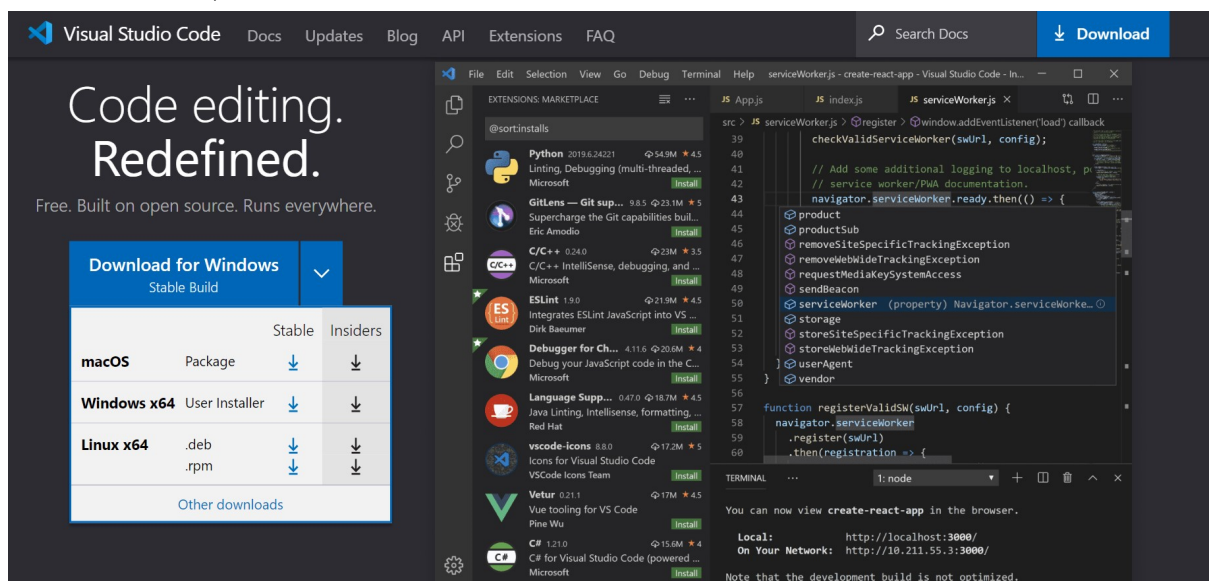 Visual Studio Code Docs Updates Blog API Extensions FAQ Search Docs Download
Code editing.
Redefined.
Free. Built on open source. Runs everywhere.
Download for Windows
Stable Build
Stable Insiders
macOS Package
Windows x64 User Installer
Linux x64 .deb
.rpm
Other downloads
File Edit Selection View Go Debug Terminal Help serviceWorker.js - create-react-app - Visual Studio Code - In...
EXTENSIONS: MARKETPLACE
@sort:installs
Python 2019.6.24221 54.9M 4.5
Linting, Debugging (multi-threaded, ...
Microsoft Install
GitLens — Git sup... 9.8.5 23.1M 5
Supercharge the Git capabilities buil...
Eric Amodio Install
C/C++
C/C++ 0.24.0 23M 3.5
C/C++ IntelliSense, debugging, and ...
Microsoft Install
ES
Lint
ESLint 1.9.0 21.9M 4.5
Integrates ESLint JavaScript into VS ...
Dirk Baeumer Install
Debugger for Ch... 4.11.6 20.6M 4
Debug your JavaScript code in the C...
Microsoft Install
Language Supp... 0.47.0 18.7M 4.5
Java Linting, Intellisense, formatting, ...
Red Hat Install
vscode-icons 8.8.0 17.2M 5
Icons for Visual Studio Code
VSCode Icons Team Install
Vetur 0.21.1 17M 4.5
Vue tooling for VS Code
Pine Wu Install
C#
C# 1.21.0 15.6M 4
C# for Visual Studio Code (powered ...
Microsoft Install
JS App.js JS index.js JS serviceWorker.js
src > JS serviceWorker.js > register > window.addEventListener('load') callback
39 checkValidServiceWorker(swUrl, config);
40
41 // Add some additional logging to localhost, p
42 // service worker/PWA documentation.
43 navigator.serviceWorker.ready.then(() => {
44 product
45 productSub
46 removeSiteSpecificTrackingException
47 removeWebWideTrackingException
48 requestMediaKeySystemAccess
49 sendBeacon
50 serviceWorker (property) Navigator.serviceWorke...
51 storage
52 storeSiteSpecificTrackingException
53 storeWebWideTrackingException
54 } userAgent
55 } vendor
56
57 function registerValidSW(swUrl, config) {
58 navigator.serviceWorker
59 .register(swUrl)
60 .then(registration => {
TERMINAL ... 1: node
You can now view create-react-app in the browser.
Local: http://localhost:3000/
On Your Network: http://10.211.55.3:3000/
Note that the development build is not optimized.